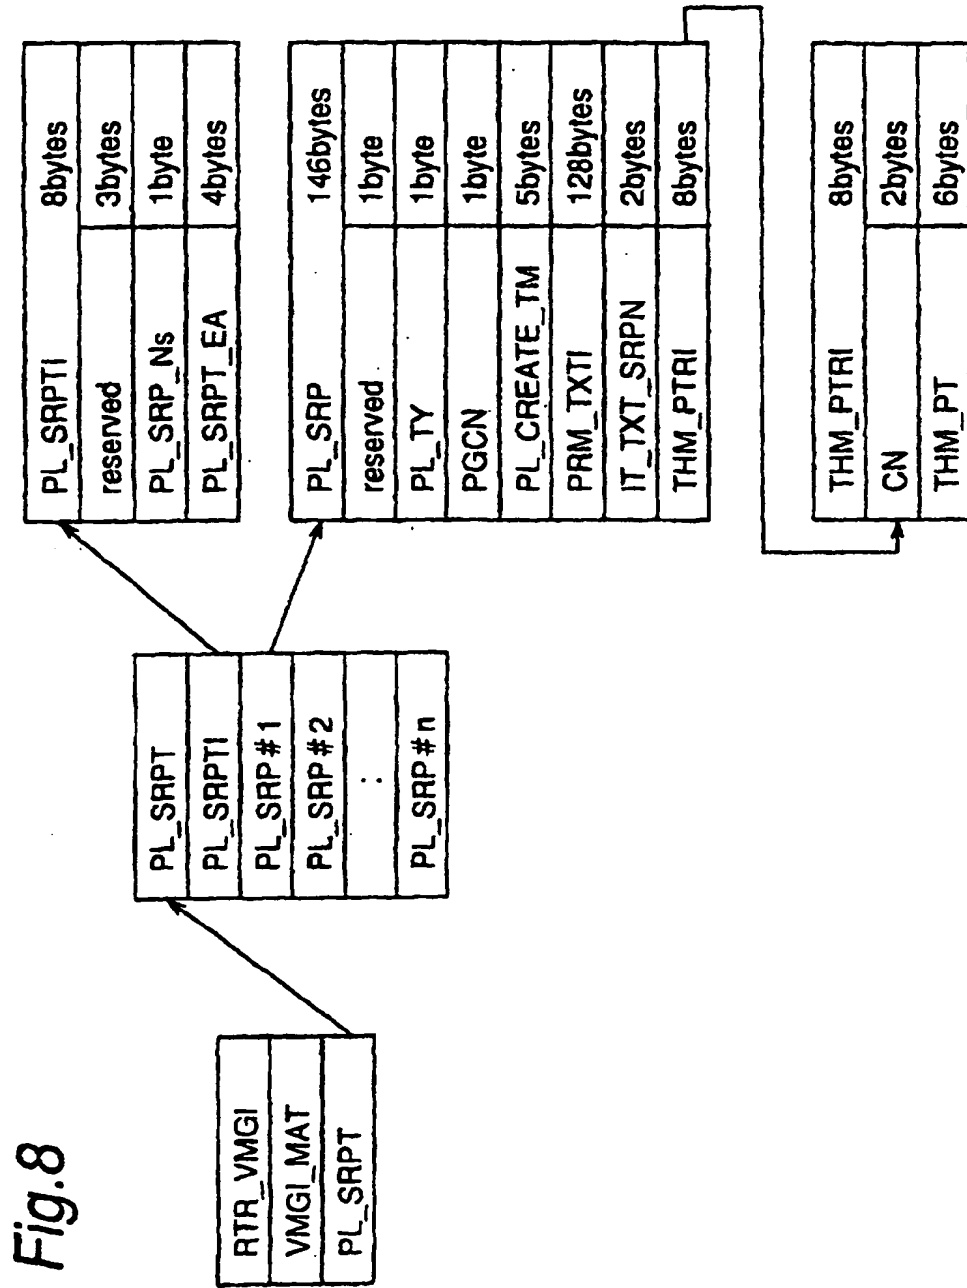 Fig.8
RTR_VMGI
VMGI_MAT
PL_SRPT
PL_SRPT
PL_SRPTI
PL_SRP#1
PL_SRP#2
:
PL_SRP#n
PL_SRPTI 8bytes
reserved 3bytes
PL_SRP_Ns 1byte
PL_SRPT_EA 4bytes
PL_SRP 146bytes
reserved 1byte
PL_TY 1byte
PGCN 1byte
PL_CREATE_TM 5bytes
PRM_TXTI 128bytes
IT_TXT_SRPN 2bytes
THM_PTRI 8bytes
THM_PTRI 8bytes
CN 2bytes
THM_PT 6bytes